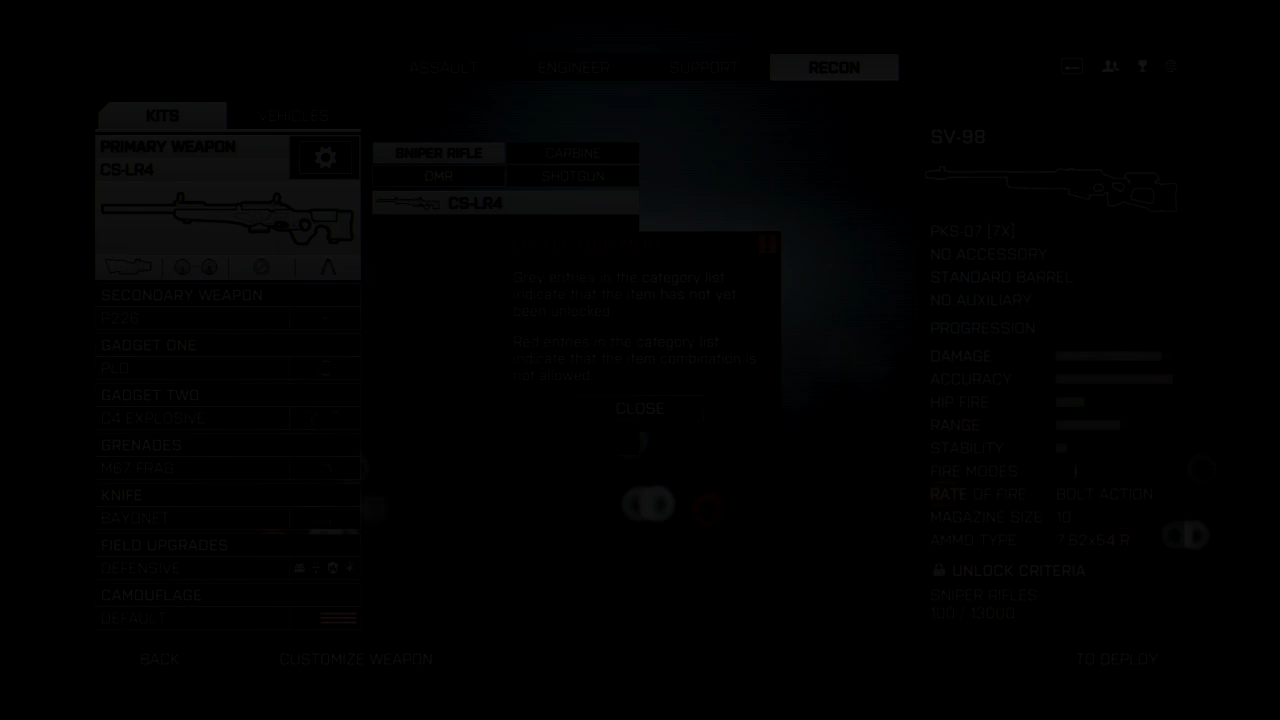 ASSAULT
ENGINEER
SUPPORT
RECON
KITS
VEHICLES
PRIMARY WEAPON
CS-LR4
SECONDARY WEAPON
P226
GADGET ONE
PLD
GADGET TWO
C4 EXPLOSIVE
GRENADES
M67 FRAG
KNIFE
BAYONET
FIELD UPGRADES
DEFENSIVE
CAMOUFLAGE
DEFAULT
SNIPER RIFLE
CARBINE
DMR
SHOTGUN
CS-LR4
Grey entries in the category list
indicate that the item has not yet
been unlocked.
Red entries in the category list
indicate that the item combination is
not allowed.
CLOSE
SV-98
PKS-07 [7X]
NO ACCESSORY
STANDARD BARREL
NO AUXILIARY
PROGRESSION
DAMAGE
ACCURACY
HIP FIRE
RANGE
STABILITY
FIRE MODES
RATE OF FIRE BOLT ACTION
MAGAZINE SIZE 10
AMMO TYPE 7.62x54 R
UNLOCK CRITERIA
SNIPER RIFLES
100 / 13000
BACK
CUSTOMIZE WEAPON
TO DEPLOY